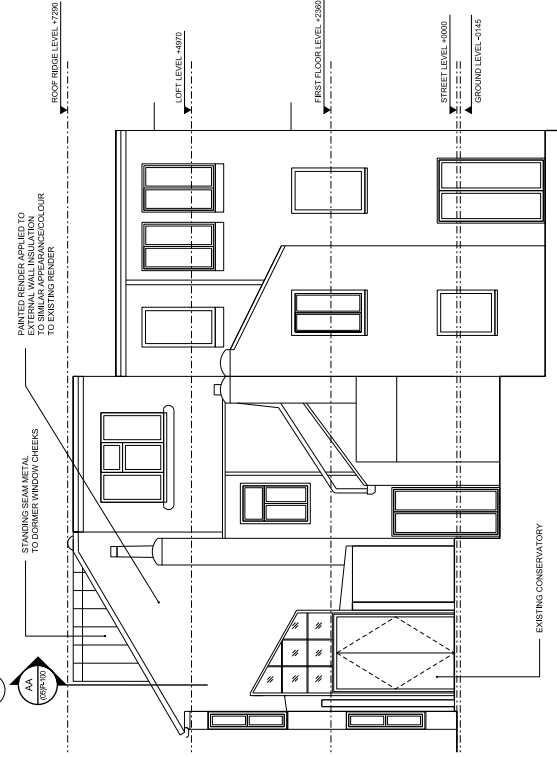 ROOF RIDGE LEVEL +7290
LOFT LEVEL +4970
FIRST FLOOR LEVEL +2360
STREET LEVEL +0000
GROUND LEVEL -0145
PAINTED RENDER APPLIED TO
EXTERNAL WALL INSULATION
TO SIMILAR APPEARANCE/COLOUR
TO EXISTING RENDER
STANDING SEAM METAL
TO DORMER WINDOW CHEEKS
AA
(05)P-100
EXISTING CONSERVATORY